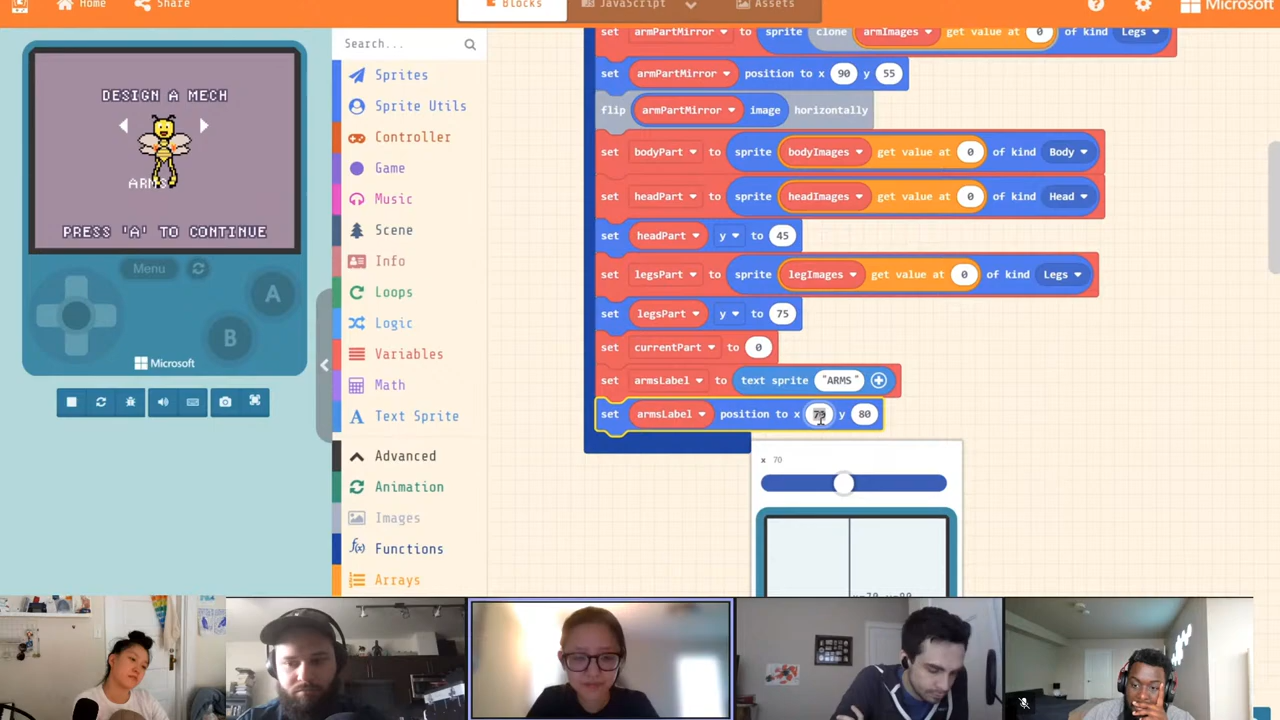 Home
Share
Blocks
JavaScript
Assets
Microsoft
DESIGN A MECH
ARMS
PRESS 'A' TO CONTINUE
Menu
A
B
Microsoft
Search...
Sprites
Sprite Utils
Controller
Game
Music
Scene
Info
Loops
Logic
Variables
Math
Text Sprite
Advanced
Animation
Images
Functions
Arrays
set armPartMirror to sprite clone armImages get value at 0 of kind Legs
set armPartMirror position to x 90 y 55
flip armPartMirror image horizontally
set bodyPart to sprite bodyImages get value at 0 of kind Body
set headPart to sprite headImages get value at 0 of kind Head
set headPart y to 45
set legsPart to sprite legImages get value at 0 of kind Legs
set legsPart y to 75
set currentPart to 0
set armsLabel to text sprite "ARMS"
set armsLabel position to x 70 y 80
x 70
x=70 y=80